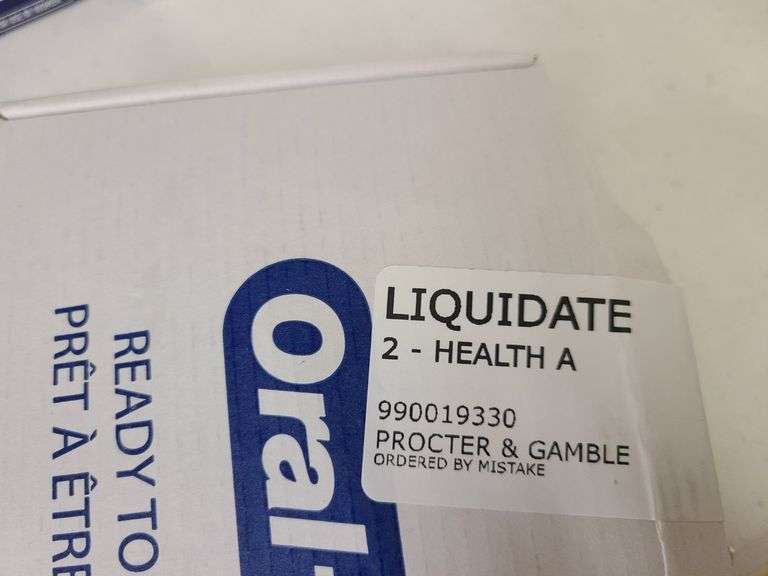 LIQUIDATE
2 - HEALTH A
990019330
PROCTER & GAMBLE
ORDERED BY MISTAKE
Oral-
READY TO
PRÊT À ÊTRE